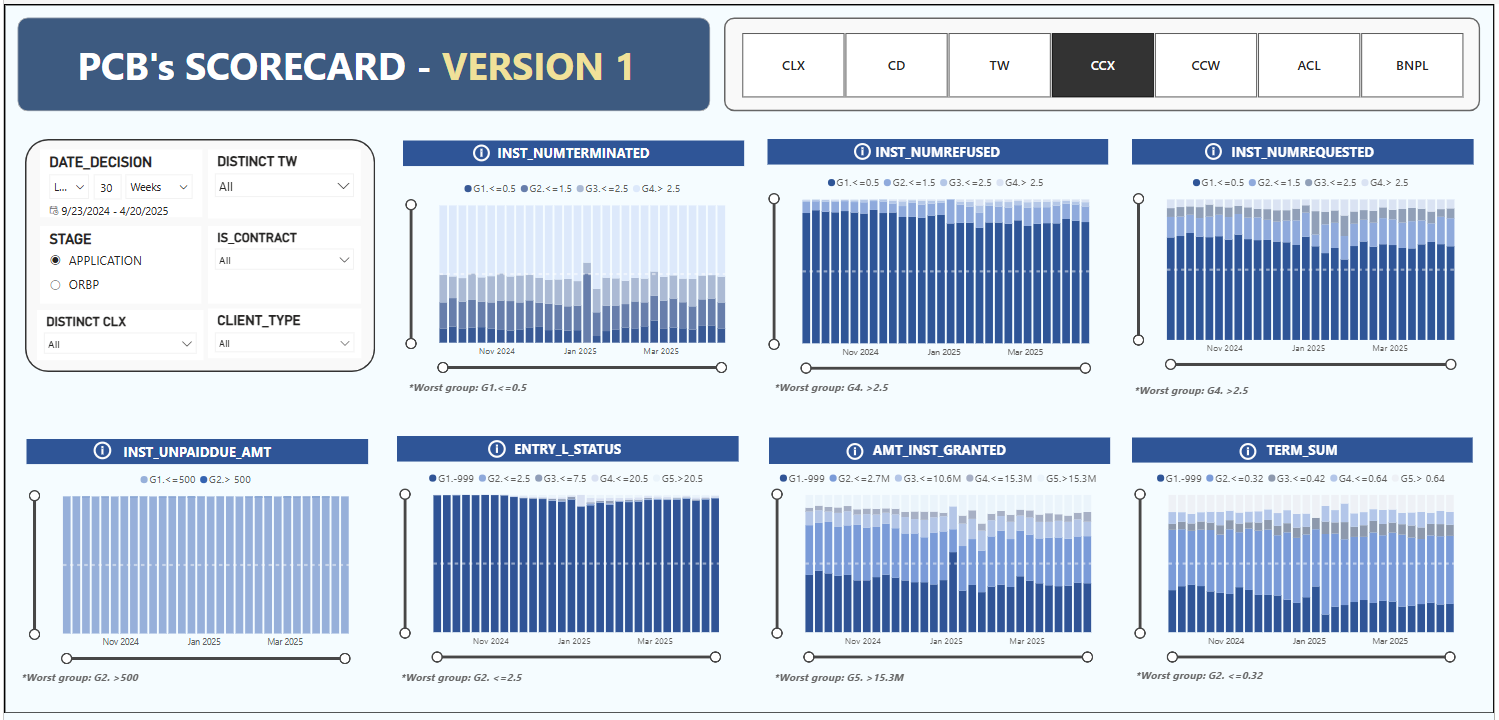 PCB's SCORECARD - VERSION 1
CLX CD TW CCX CCW ACL BNPL
DATE_DECISION
L... 30 Weeks
9/23/2024 - 4/20/2025
DISTINCT TW
All
STAGE
APPLICATION
ORBP
IS_CONTRACT
All
DISTINCT CLX
All
CLIENT_TYPE
All
INST_NUMTERMINATED
G1.<=0.5 G2.<=1.5 G3.<=2.5 G4.> 2.5
Nov 2024 Jan 2025 Mar 2025
*Worst group: G1.<=0.5
INST_NUMREFUSED
G1.<=0.5 G2.<=1.5 G3.<=2.5 G4.> 2.5
Nov 2024 Jan 2025 Mar 2025
*Worst group: G4. >2.5
INST_NUMREQUESTED
G1.<=0.5 G2.<=1.5 G3.<=2.5 G4.> 2.5
Nov 2024 Jan 2025 Mar 2025
*Worst group: G4. >2.5
INST_UNPAIDDUE_AMT
G1.<=500 G2.> 500
Nov 2024 Jan 2025 Mar 2025
*Worst group: G2. >500
ENTRY_L_STATUS
G1.-999 G2.<=2.5 G3.<=7.5 G4.<=20.5 G5.>20.5
Nov 2024 Jan 2025 Mar 2025
*Worst group: G2. <=2.5
AMT_INST_GRANTED
G1.-999 G2.<=2.7M G3.<=10.6M G4.<=15.3M G5.>15.3M
Nov 2024 Jan 2025 Mar 2025
*Worst group: G5. >15.3M
TERM_SUM
G1.-999 G2.<=0.32 G3.<=0.42 G4.<=0.64 G5.> 0.64
Nov 2024 Jan 2025 Mar 2025
*Worst group: G2. <=0.32